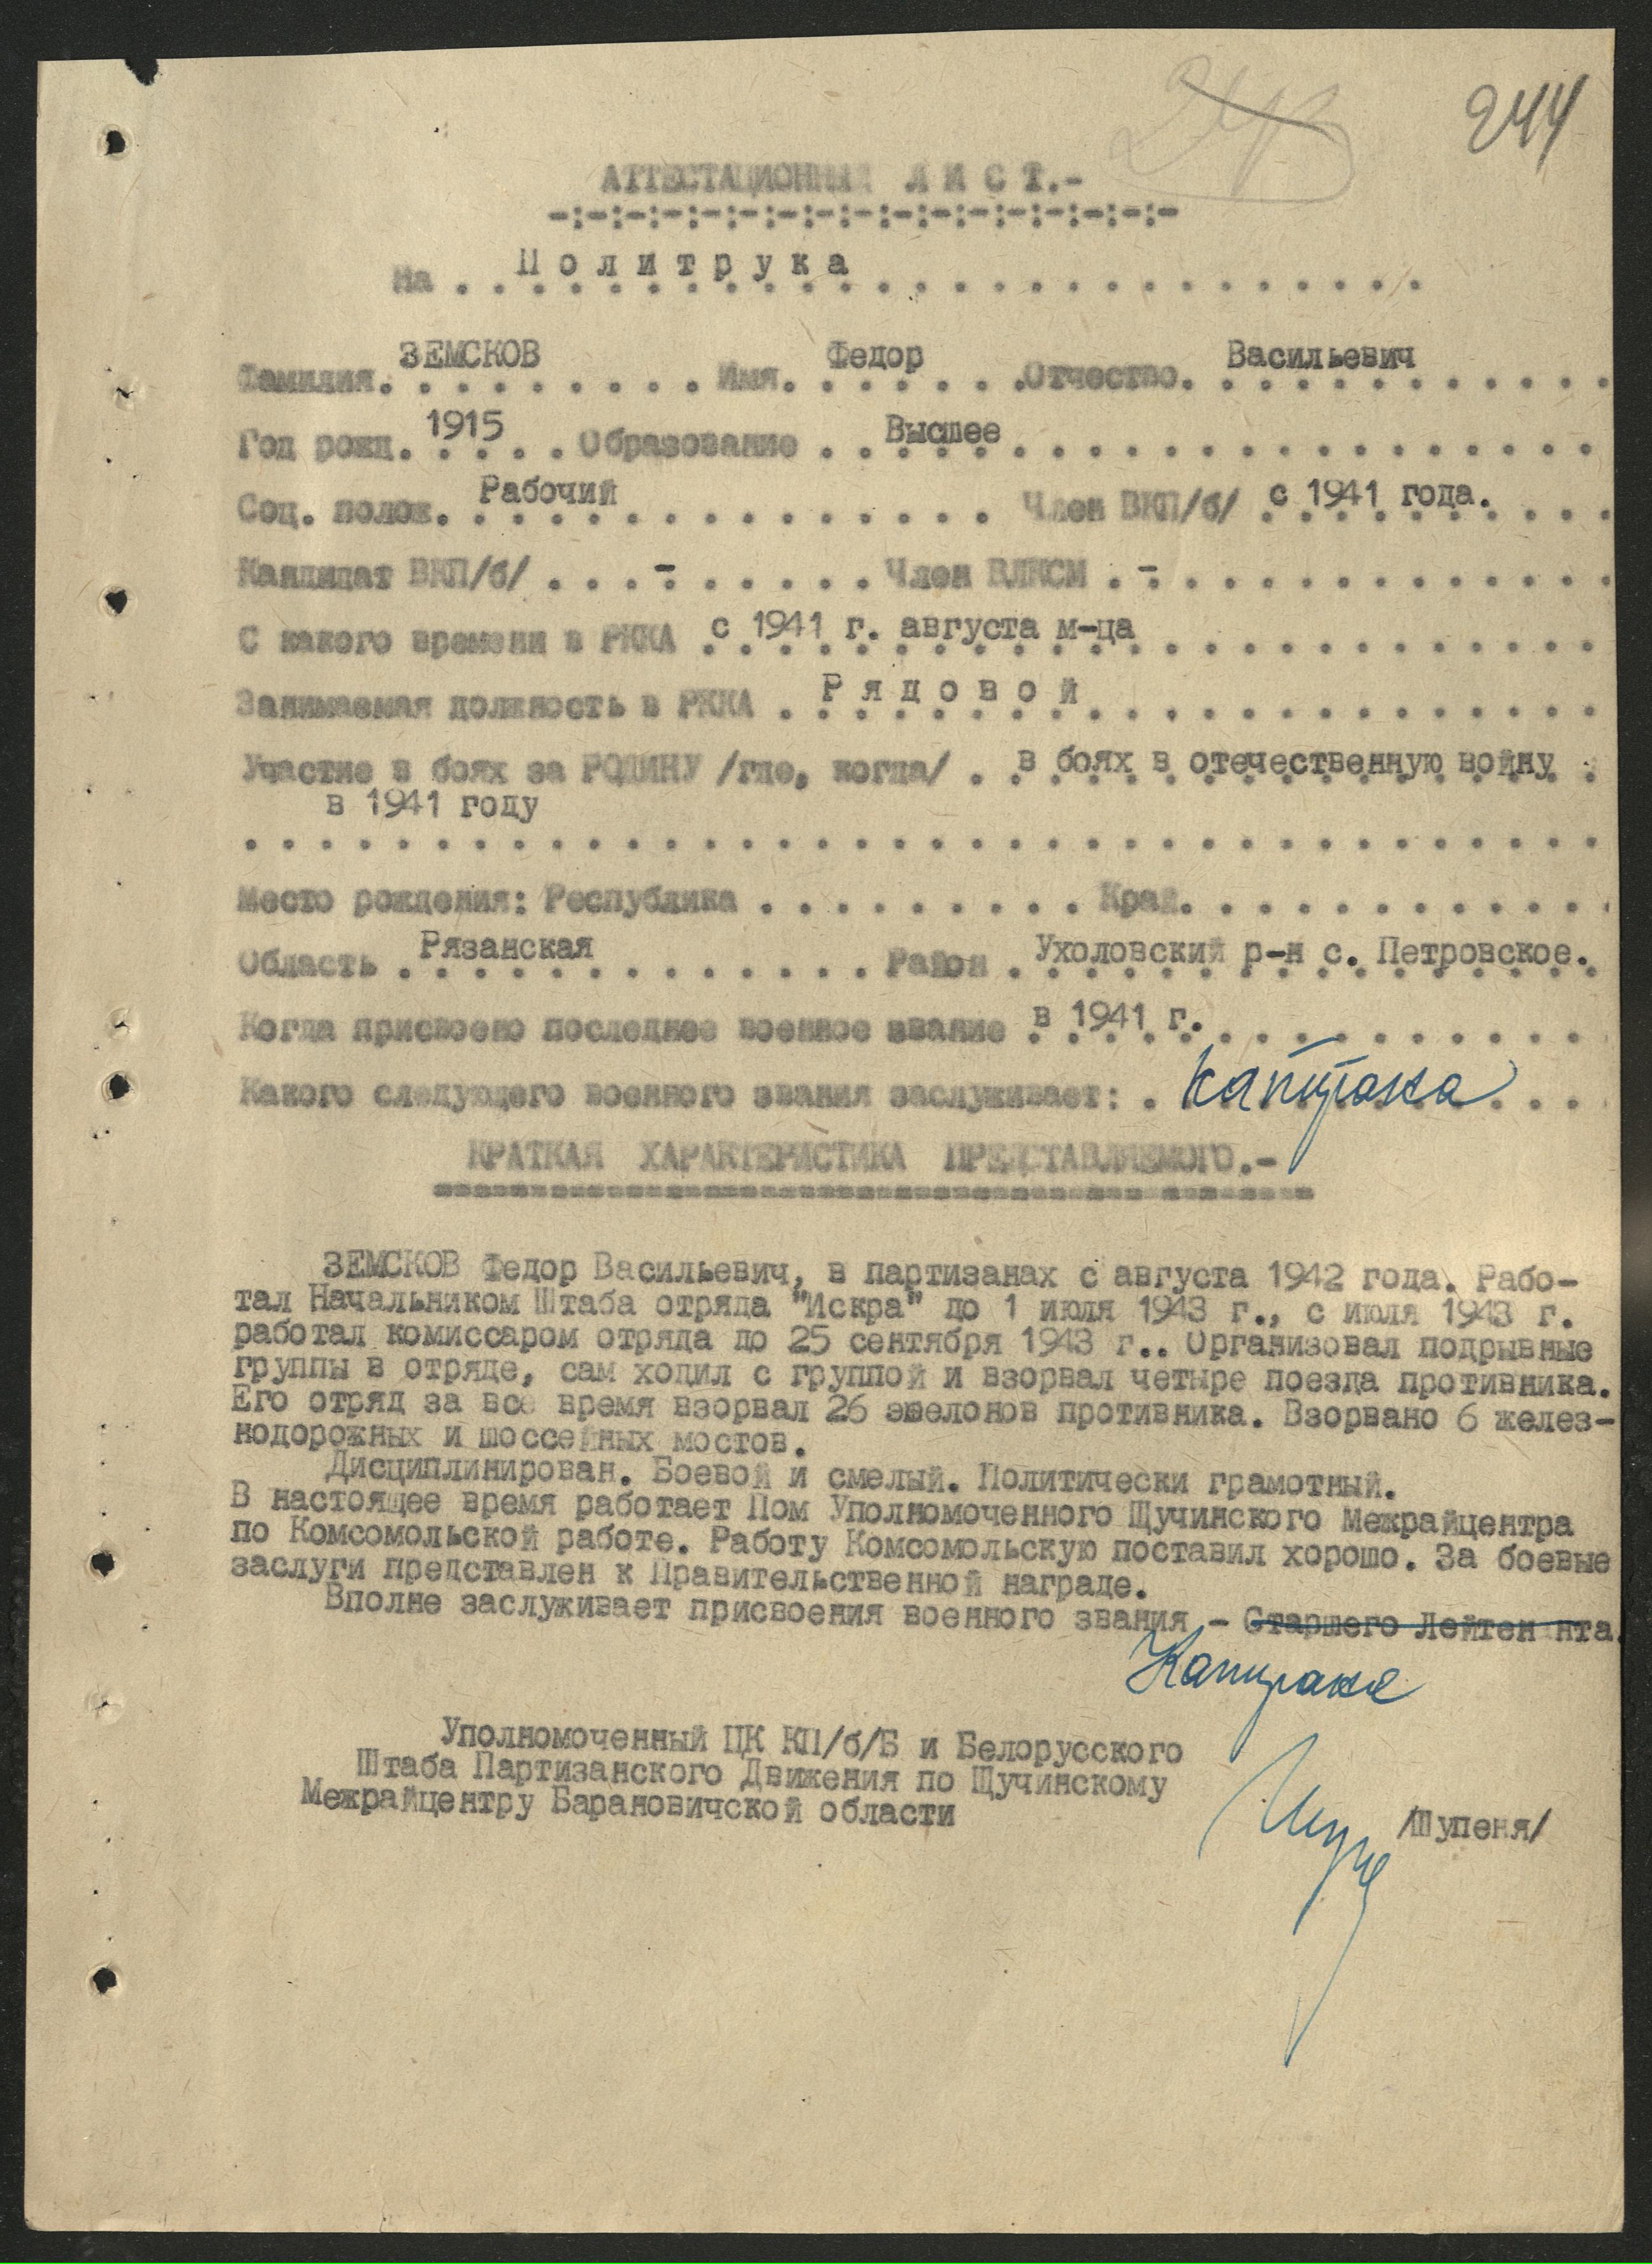 244
АТТЕСТАЦИОННЫЙ Л И С Т.-
-:-:-:-:-:-:-:-:-:-:-:-:-:-:-:-:-
На . . П о л и т р у к а . . . . . . . . . . . . . . .
Фамилия. ЗЕМСКОВ . . . . Имя. Федор . . . Отчество. Васильевич . . . .
Год рожд. 1915 . . Образование . . Высшее . . . . . . . . . . . . . . .
Соц. полож. Рабочий . . . . . . . . . . Член ВКП/б/ с 1941 года. . . .
Кандидат ВКП/б/ . . . - . . . . . Член ВЛКСМ . - . . . . . . . . . . . .
С какого времени в РККА с 1941 г. августа м-ца . . . . . . . . . . . .
Занимаемая должность в РККА . Р я д о в о й . . . . . . . . . . . . . .
Участие в боях за РОДИНУ /где, когда/ . в боях в отечественную войну .
в 1941 году
. . . . . . . . . . . . . . . . . . . . . . . . . . . . . . . . . . . .
Место рождения: Республика . . . . . . . . . Край. . . . . . . . . . . .
Область . Рязанская . . . . . . . Район . Ухоловский р-н с. Петровское.
Когда присвоено последнее военное звание в 1941 г. . . . . . . . . . .
Какого следующего военного звания заслуживает: . капитана . . .
КРАТКАЯ ХАРАКТЕРИСТИКА ПРЕДСТАВЛЯЕМОГО.-
=============================================
ЗЕМСКОВ Федор Васильевич, в партизанах с августа 1942 года. Рабо-
тал Начальником Штаба отряда "Искра" до 1 июля 1943 г., с июля 1943 г.
работал комиссаром отряда до 25 сентября 1943 г.. Организовал подрывные
группы в отряде, сам ходил с группой и взорвал четыре поезда противника.
Его отряд за все время взорвал 26 эшелонов противника. Взорвано 6 желез-
нодорожных и шоссейных мостов.
Дисциплинирован. Боевой и смелый. Политически грамотный.
В настоящее время работает Пом Уполномоченного Щучинского Межрайцентра
по Комсомольской работе. Работу Комсомольскую поставил хорошо. За боевые
заслуги представлен к Правительственной награде.
Вполне заслуживает присвоения военного звания - Старшего Лейтен нта.
Капитана
Уполномоченный ЦК КП/б/Б и Белорусского
Штаба Партизанского Движения по Щучинскому
Межрайцентру Барановичской области
/Шупеня/